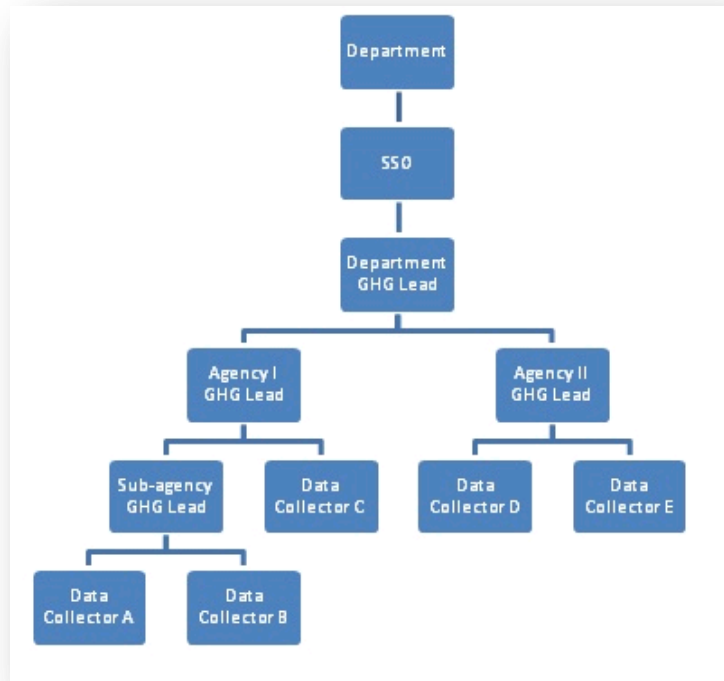 Department
SSO
Department
GHG Lead
Agency I
GHG Lead
Agency II
GHG Lead
Sub-agency
GHG Lead
Data
Collector C
Data
Collector D
Data
Collector E
Data
Collector A
Data
Collector B